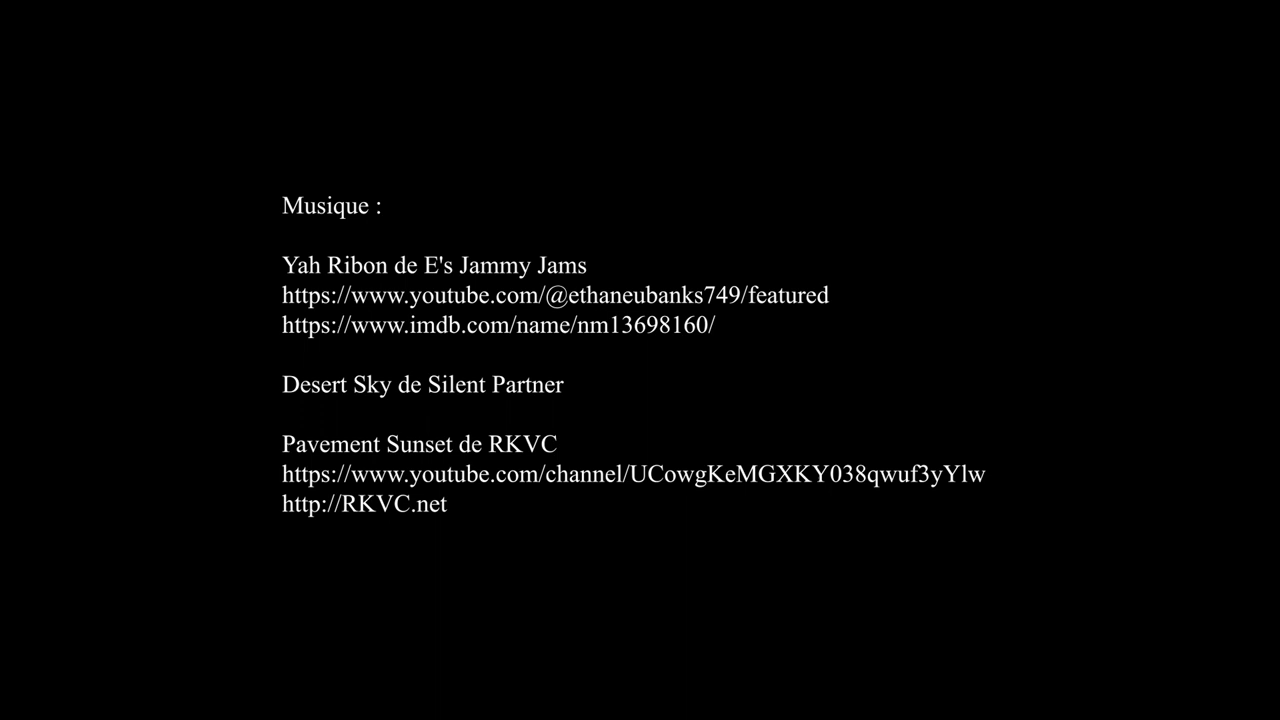 Musique :
Yah Ribon de E's Jammy Jams
https://www.youtube.com/@ethaneubanks749/featured
https://www.imdb.com/name/nm13698160/
Desert Sky de Silent Partner
Pavement Sunset de RKVC
https://www.youtube.com/channel/UCowgKeMGXKY038qwuf3yYlw
http://RKVC.net